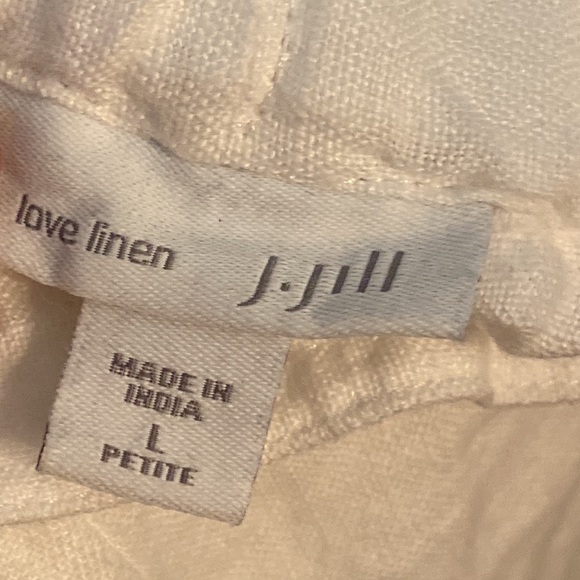 love linen
J.Jill
MADE IN
INDIA
L
PETITE